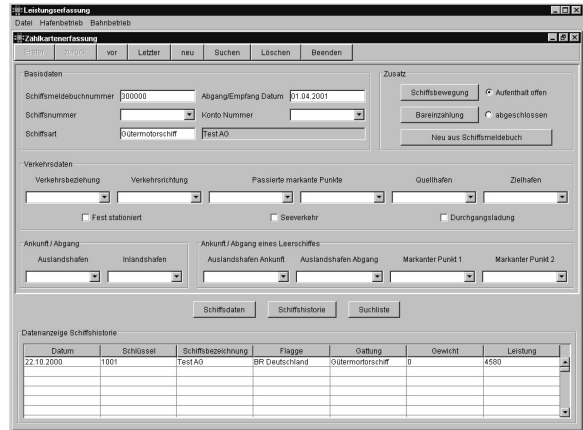 Leistungserfassung
Datei Hafenbetrieb Bahnbetrieb
Zählkartenerfassung
Erster zurück vor Letzter neu Suchen Löschen Beenden
Basisdaten
Zusatz
Schiffsmeldebuchnummer 300000 Abgang/Empfang Datum 01.04.2001
Schiffsbewegung Aufenthalt offen
Schiffsnummer Konto Nummer
Bareinzahlung abgeschlossen
Schiffsart Gütermotorschiff Test AG
Neu aus Schiffsmeldebuch
Verkehrsdaten
Verkehrsbeziehung Verkehrsrichtung Passierte markante Punkte Quellhafen Zielhafen
Fest stationiert Seeverkehr Durchgangsladung
Ankunft / Abgang
Ankunft / Abgang eines Leerschiffes
Auslandshafen Inlandshafen Auslandshafen Ankunft Auslandshafen Abgang Markanter Punkt 1 Markanter Punkt 2
Schiffsdaten Schiffshistorie Suchliste
Datenanzeige Schiffshistorie
Datum Schlüssel Schiffsbezeichnung Flagge Gattung Gewicht Leistung
22.10.2000 1001 Test AG BR Deutschland Gütermotorschiff 0 4580